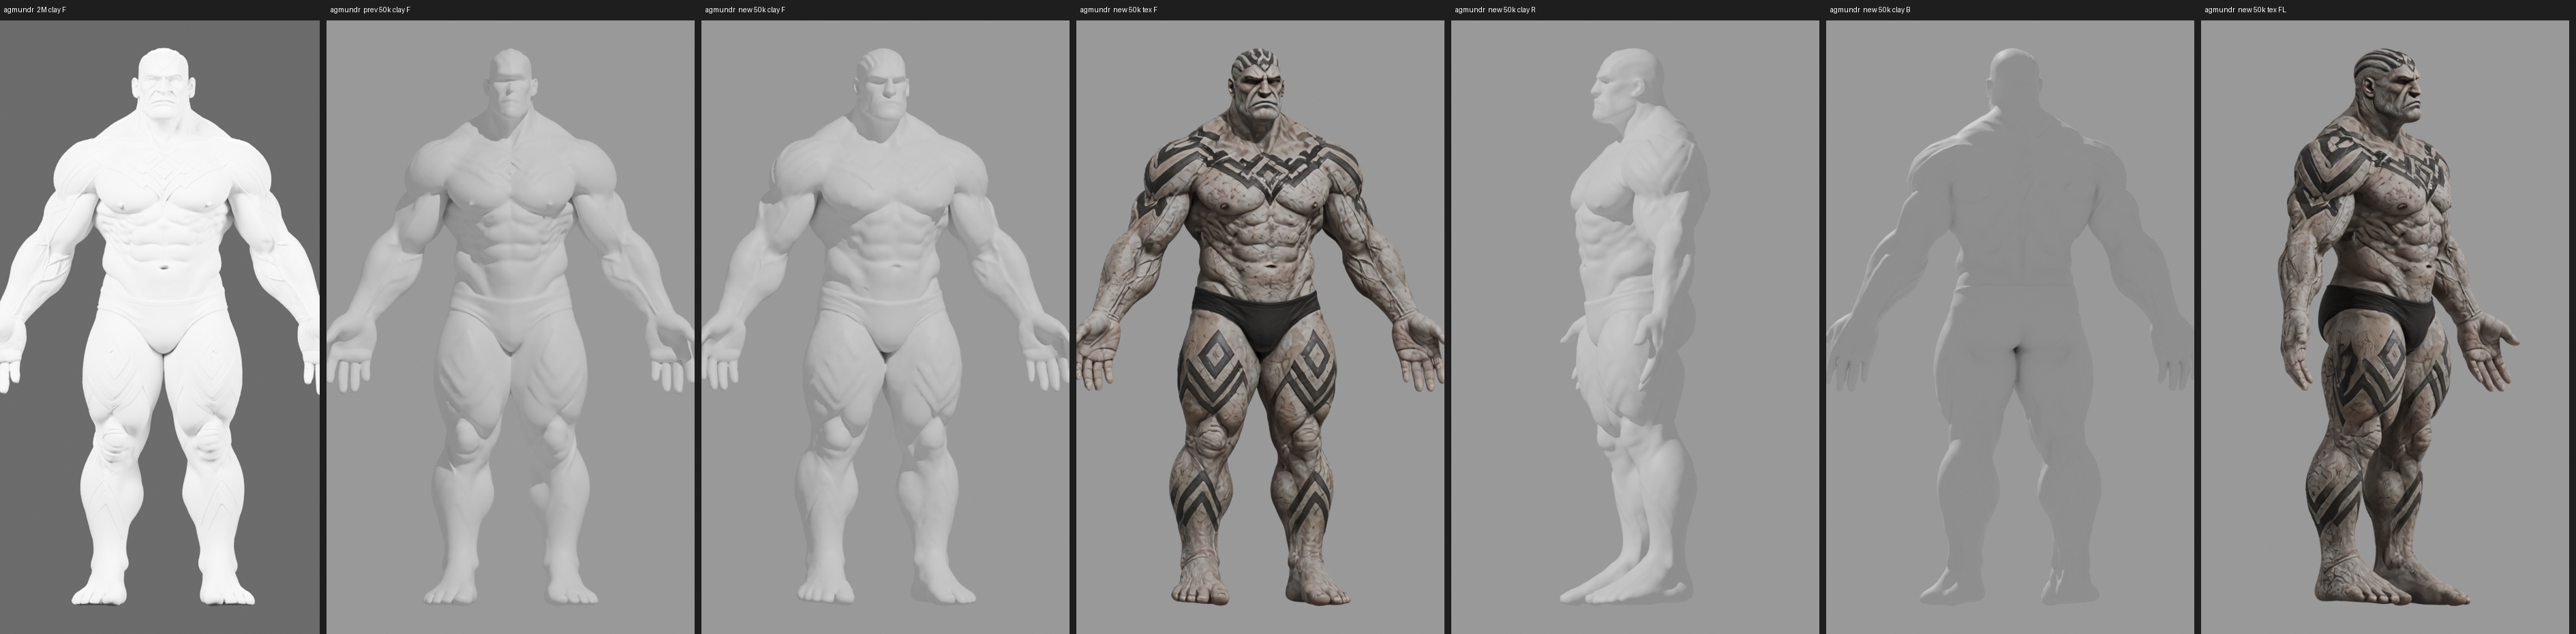 agmundr 2M clay F
agmundr prev 50k clay F
agmundr new 50k clay F
agmundr new 50k tex F
agmundr new 50k clay R
agmundr new 50k clay B
agmundr new 50k tex FL